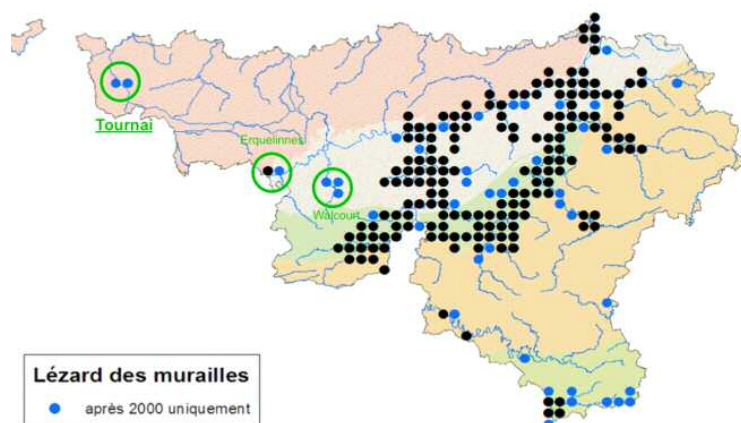 Tournai
Erquelinnes
Walcourt
Lézard des murailles
après 2000 uniquement